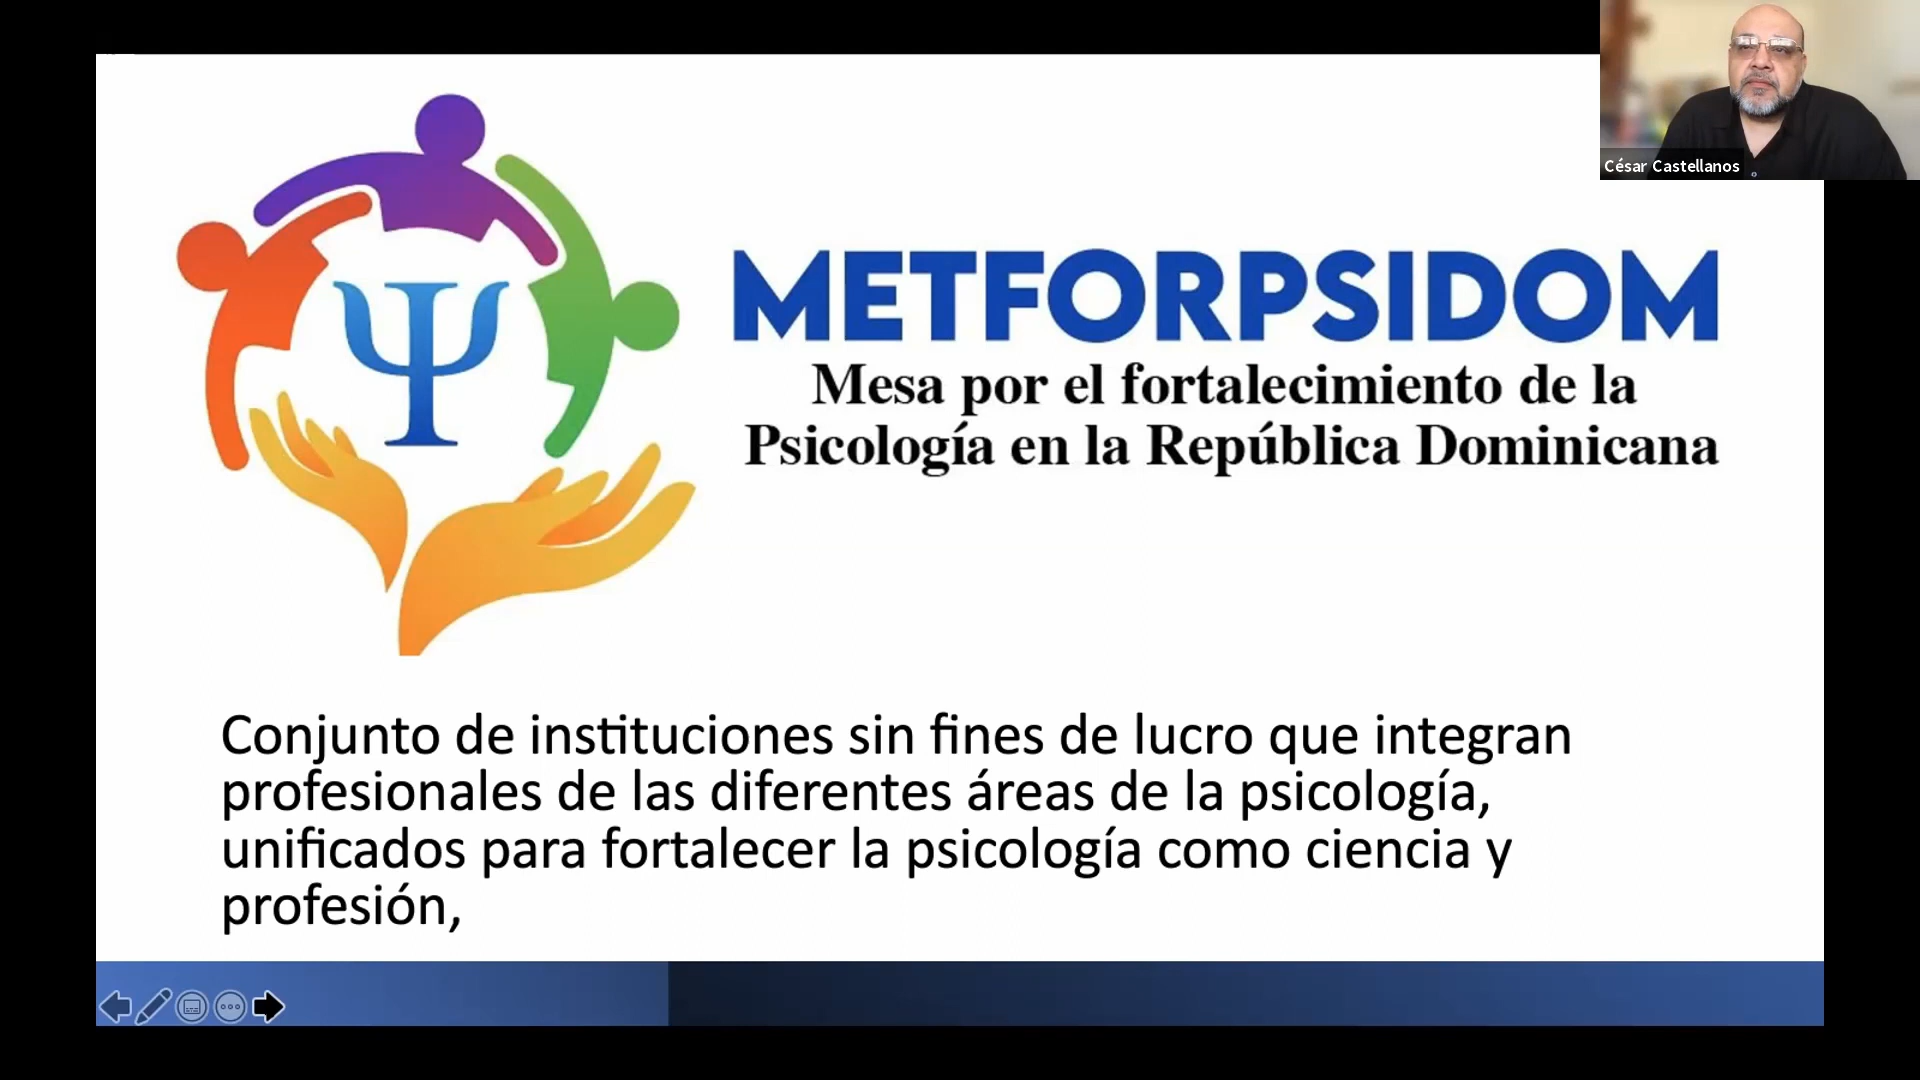 César Castellanos
Ψ
METFORPSIDOM
Mesa por el fortalecimiento de la
Psicología en la República Dominicana
Conjunto de instituciones sin fines de lucro que integran
profesionales de las diferentes áreas de la psicología,
unificados para fortalecer la psicología como ciencia y
profesión,